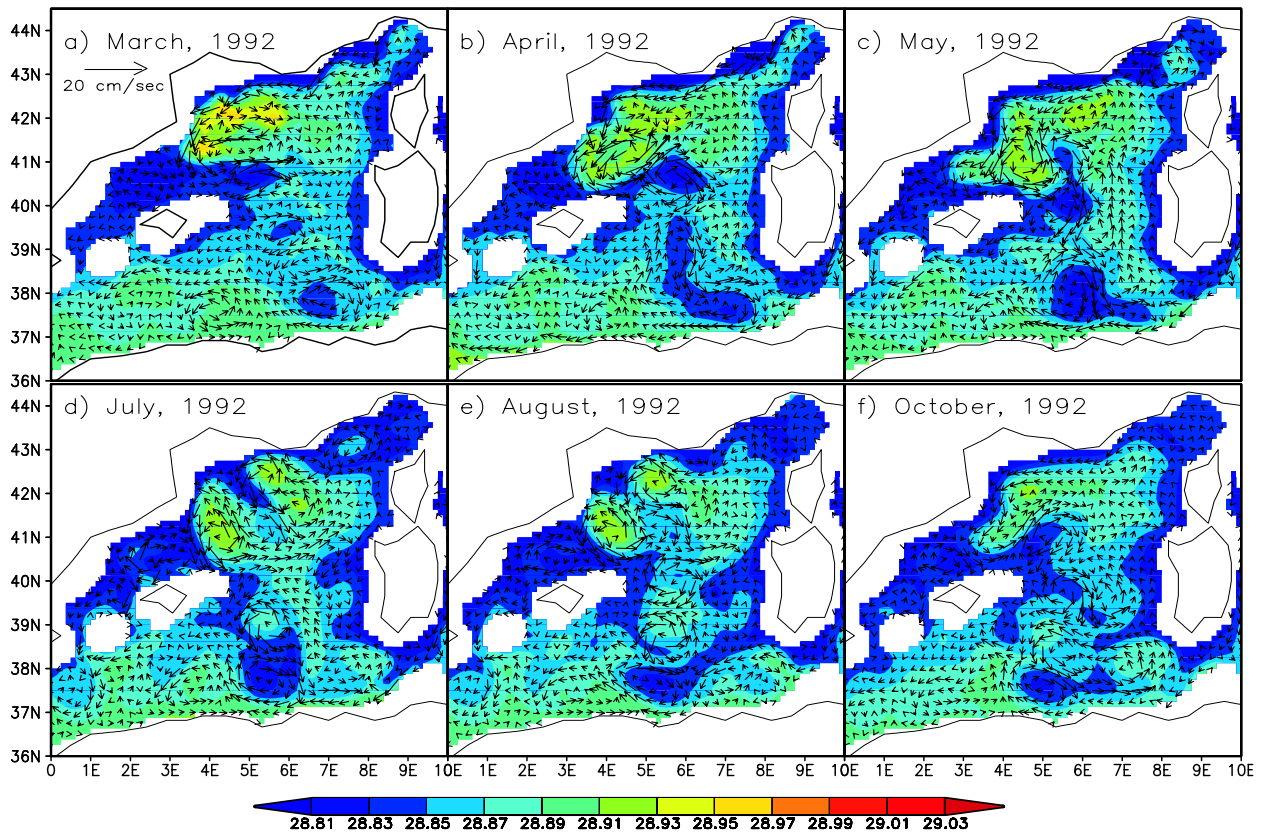 a) March, 1992
b) April, 1992
c) May, 1992
20 cm/sec
44N
43N
42N
41N
40N
39N
38N
37N
36N
d) July, 1992
e) August, 1992
f) October, 1992
44N
43N
42N
41N
40N
39N
38N
37N
36N
0 1E 2E 3E 4E 5E 6E 7E 8E 9E 10E 1E 2E 3E 4E 5E 6E 7E 8E 9E 10E 1E 2E 3E 4E 5E 6E 7E 8E 9E 10E
28.81 28.83 28.85 28.87 28.89 28.91 28.93 28.95 28.97 28.99 29.01 29.03